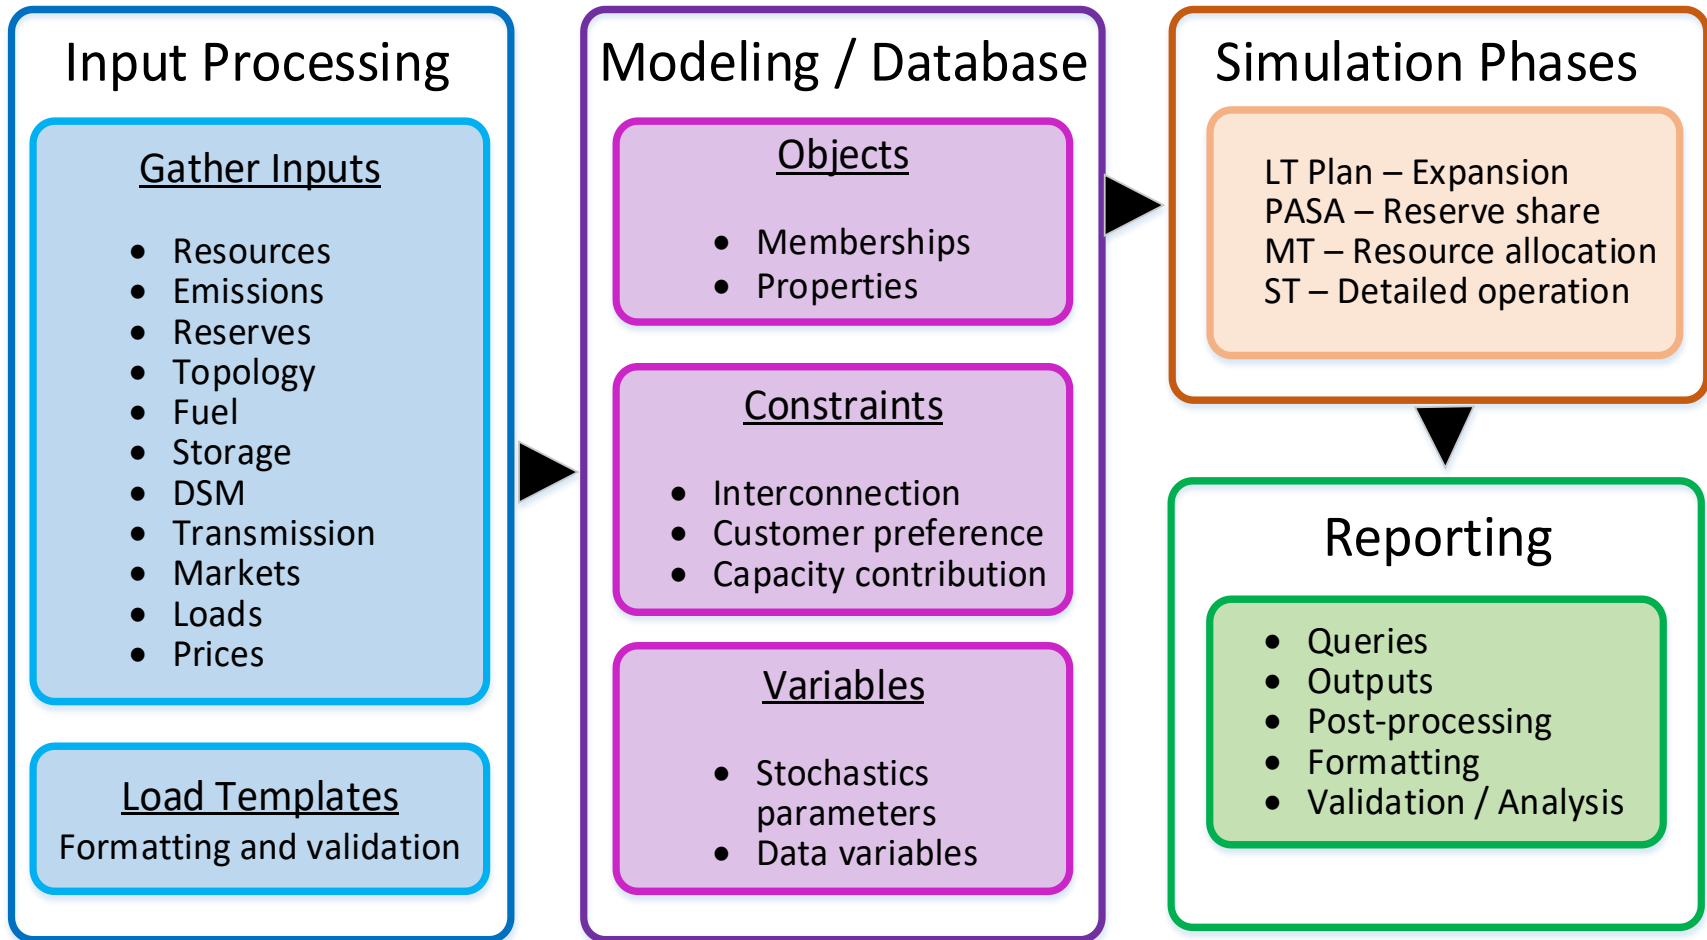 Input Processing
Gather Inputs
• Resources
• Emissions
• Reserves
• Topology
• Fuel
• Storage
• DSM
• Transmission
• Markets
• Loads
• Prices
Load Templates
Formatting and validation
Modeling / Database
Objects
• Memberships
• Properties
Constraints
• Interconnection
• Customer preference
• Capacity contribution
Variables
• Stochastics
parameters
• Data variables
Simulation Phases
LT Plan – Expansion
PASA – Reserve share
MT – Resource allocation
ST – Detailed operation
Reporting
• Queries
• Outputs
• Post-processing
• Formatting
• Validation / Analysis